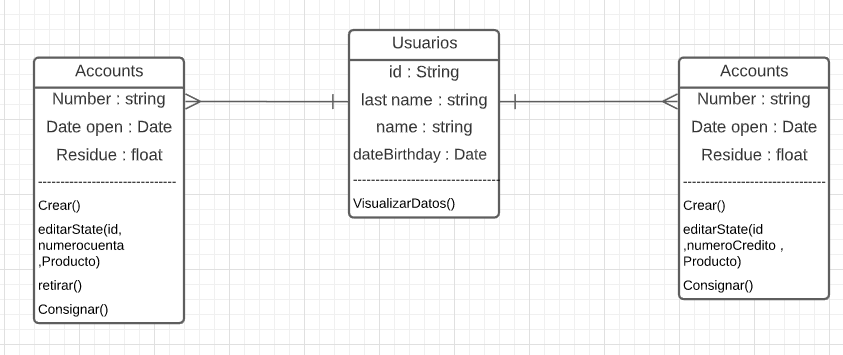 Accounts
Number : string
Date open : Date
Residue : float
Crear()
editarState(id,
numerocuenta
,Producto)
retirar()
Consignar()
Usuarios
id : String
last name : string
name : string
dateBirthday : Date
VisualizarDatos()
Accounts
Number : string
Date open : Date
Residue : float
Crear()
editarState(id
,numeroCredito ,
Producto)
Consignar()